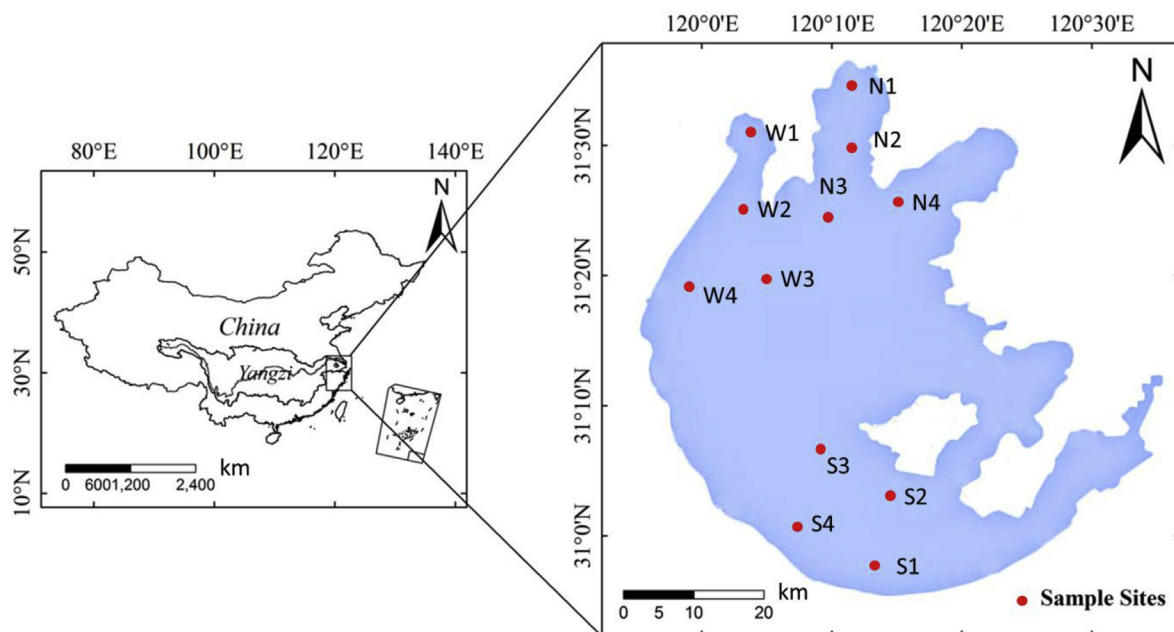 80°E 100°E 120°E 140°E
N
50°N
30°N
10°N
China
Yangzi
km
0 6001,200 2,400
120°0'E 120°10'E 120°20'E 120°30'E
N
31°30'N
31°20'N
31°10'N
31°0'N
N1
W1
N2
N3
W2
N4
W3
W4
S3
S2
S4
S1
km
0 5 10 20
Sample Sites